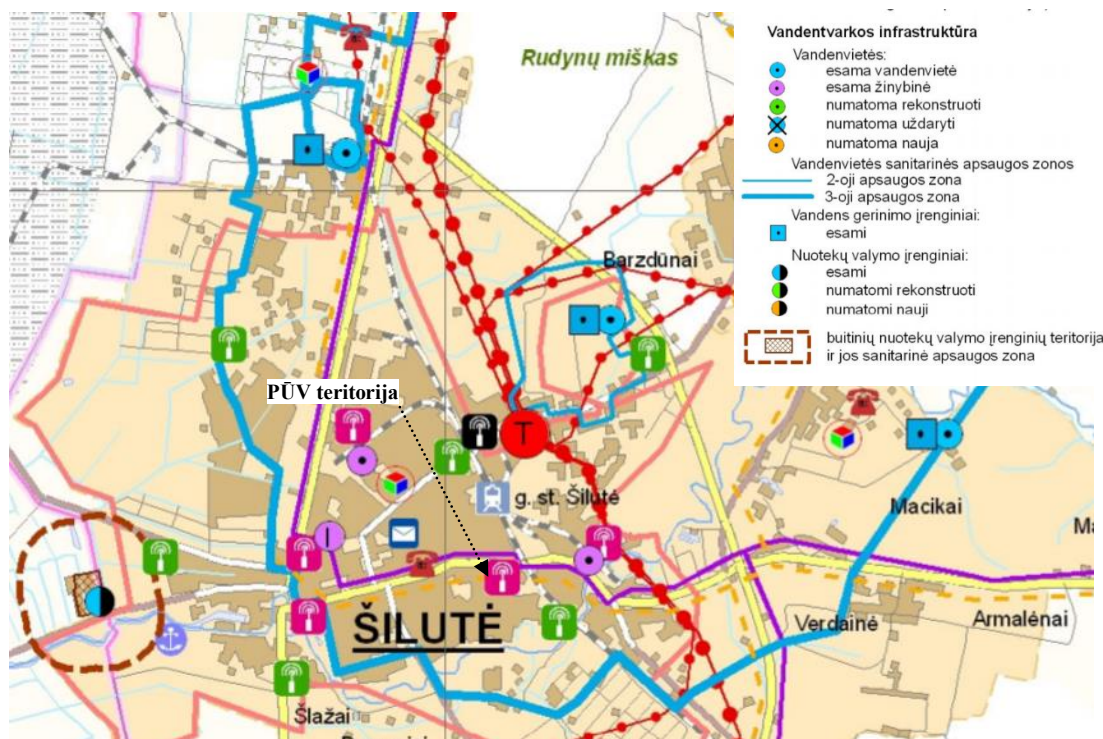 Rudynų miškas
Barzdūnai
PŪV teritorija
T
g. st. Šilutė
Macikai
Ma
I
ŠILUTĖ
Verdainė
Armalėnai
Šlažai
Vandentvarkos infrastruktūra
Vandenvietės:
esama vandenvietė
esama žinybinė
numatoma rekonstruoti
numatoma uždaryti
numatoma nauja
Vandenvietės sanitarinės apsaugos zonos
2-oji apsaugos zona
3-oji apsaugos zona
Vandens gerinimo įrenginiai:
esami
Nuotekų valymo įrenginiai:
esami
numatomi rekonstruoti
numatomi nauji
buitinių nuotekų valymo įrenginių teritorija
ir jos sanitarinė apsaugos zona